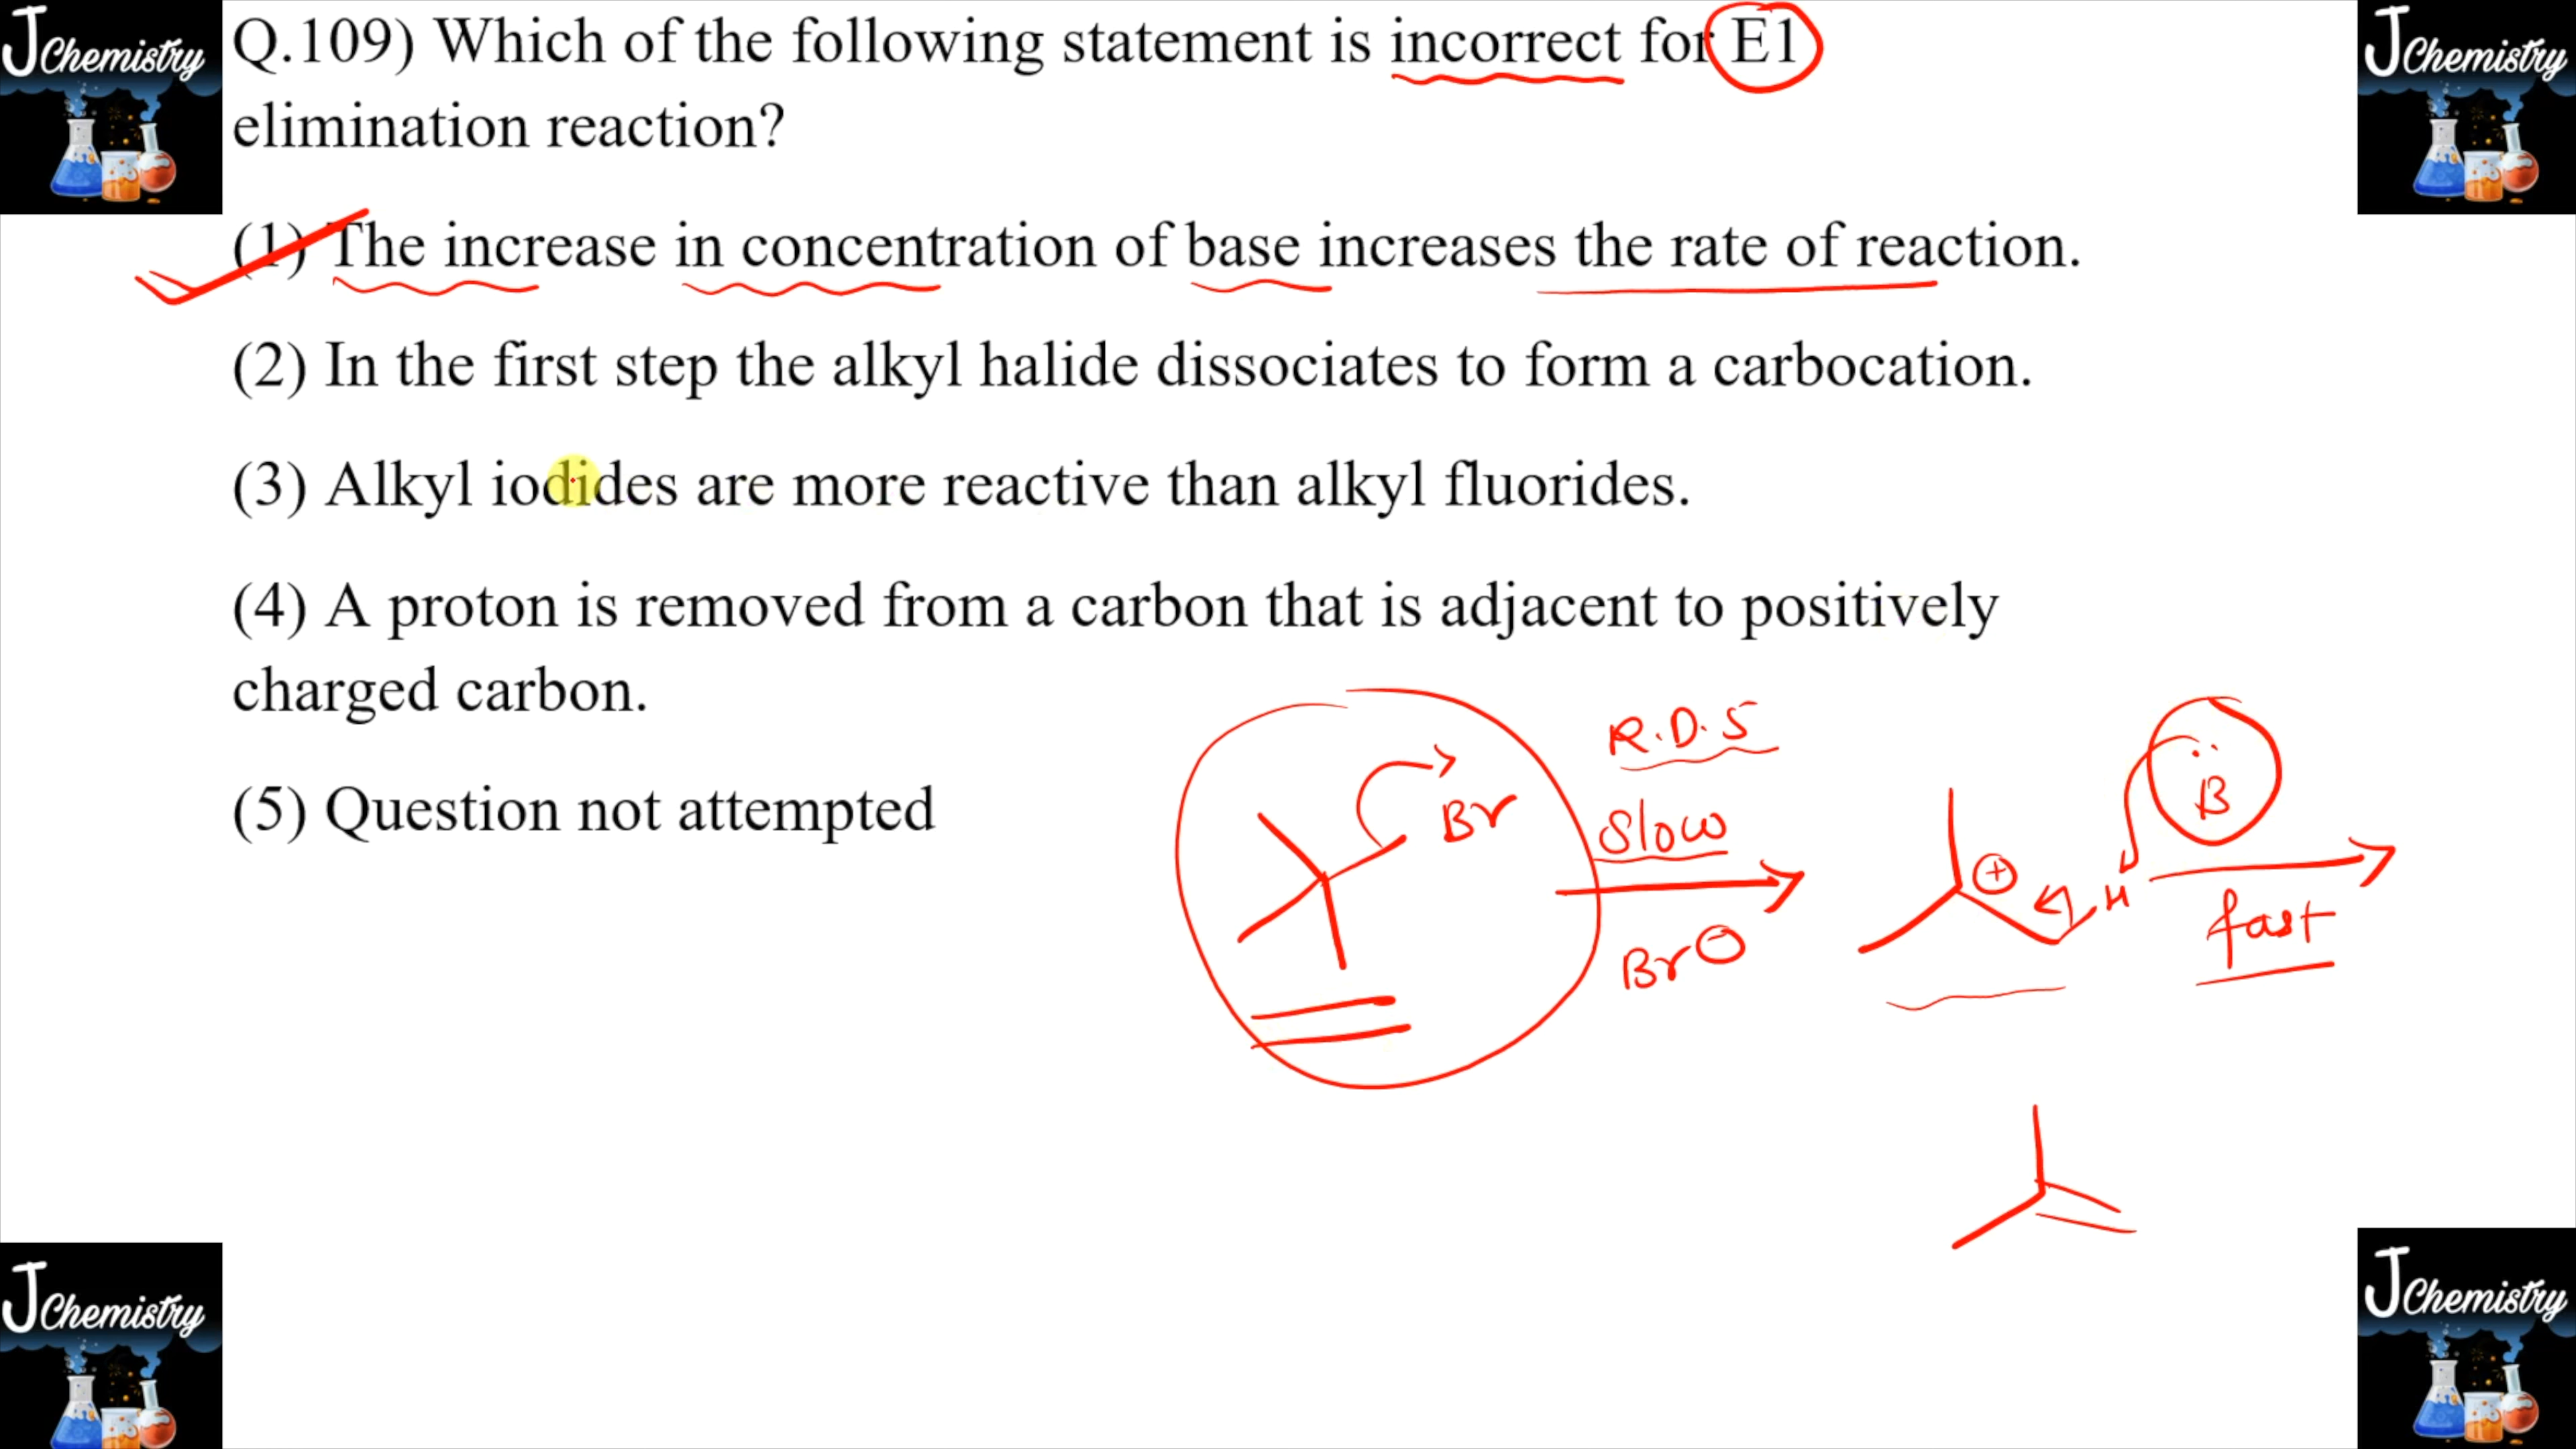 JChemistry
JChemistry
Q.109) Which of the following statement is incorrect for E1
elimination reaction?
(1) The increase in concentration of base increases the rate of reaction.
(2) In the first step the alkyl halide dissociates to form a carbocation.
(3) Alkyl iodides are more reactive than alkyl fluorides.
(4) A proton is removed from a carbon that is adjacent to positively
charged carbon.
(5) Question not attempted
Br
R.D.S
Slow
Br⊖
⊕
H
B̈
fast
JChemistry
JChemistry